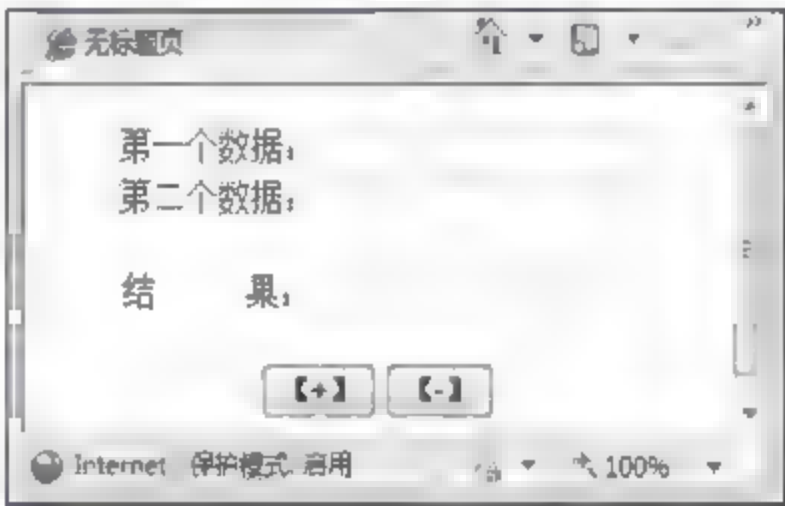 无标题页
第一个数据：
第二个数据：
结 果：
【+】 【-】
Internet 保护模式: 启用 100%